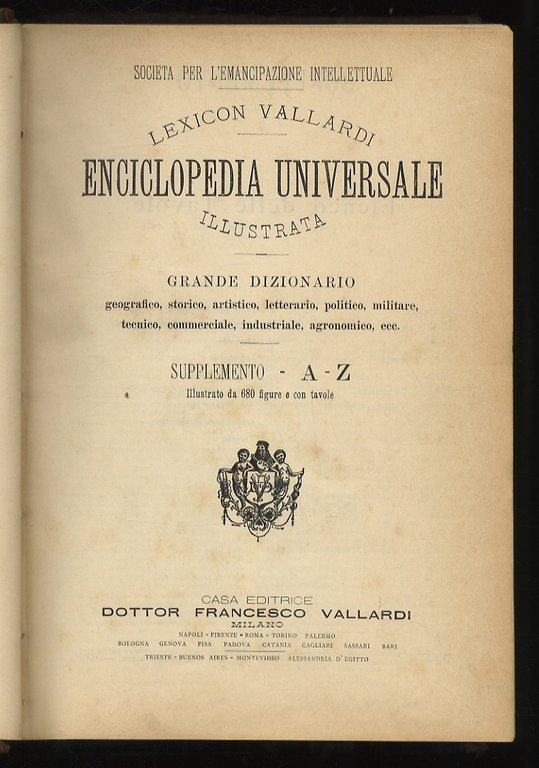 SOCIETA PER L'EMANCIPAZIONE INTELLETTUALE
LEXICON VALLARDI
ENCICLOPEDIA UNIVERSALE
ILLUSTRATA
GRANDE DIZIONARIO
geografico, storico, artistico, letterario, politico, militare,
tecnico, commerciale, industriale, agronomico, ecc.
SUPPLEMENTO - A - Z
Illustrato da 680 figure e con tavole
CASA EDITRICE
DOTTOR FRANCESCO VALLARDI
MILANO
NAPOLI - FIRENZE - ROMA - TORINO PALERMO
BOLOGNA GENOVA PISA PADOVA CATANIA CAGLIARI SASSARI BARI
TRIESTE - BUENOS AIRES - MONTEVIDEO ALESSANDRIA D'EGITTO